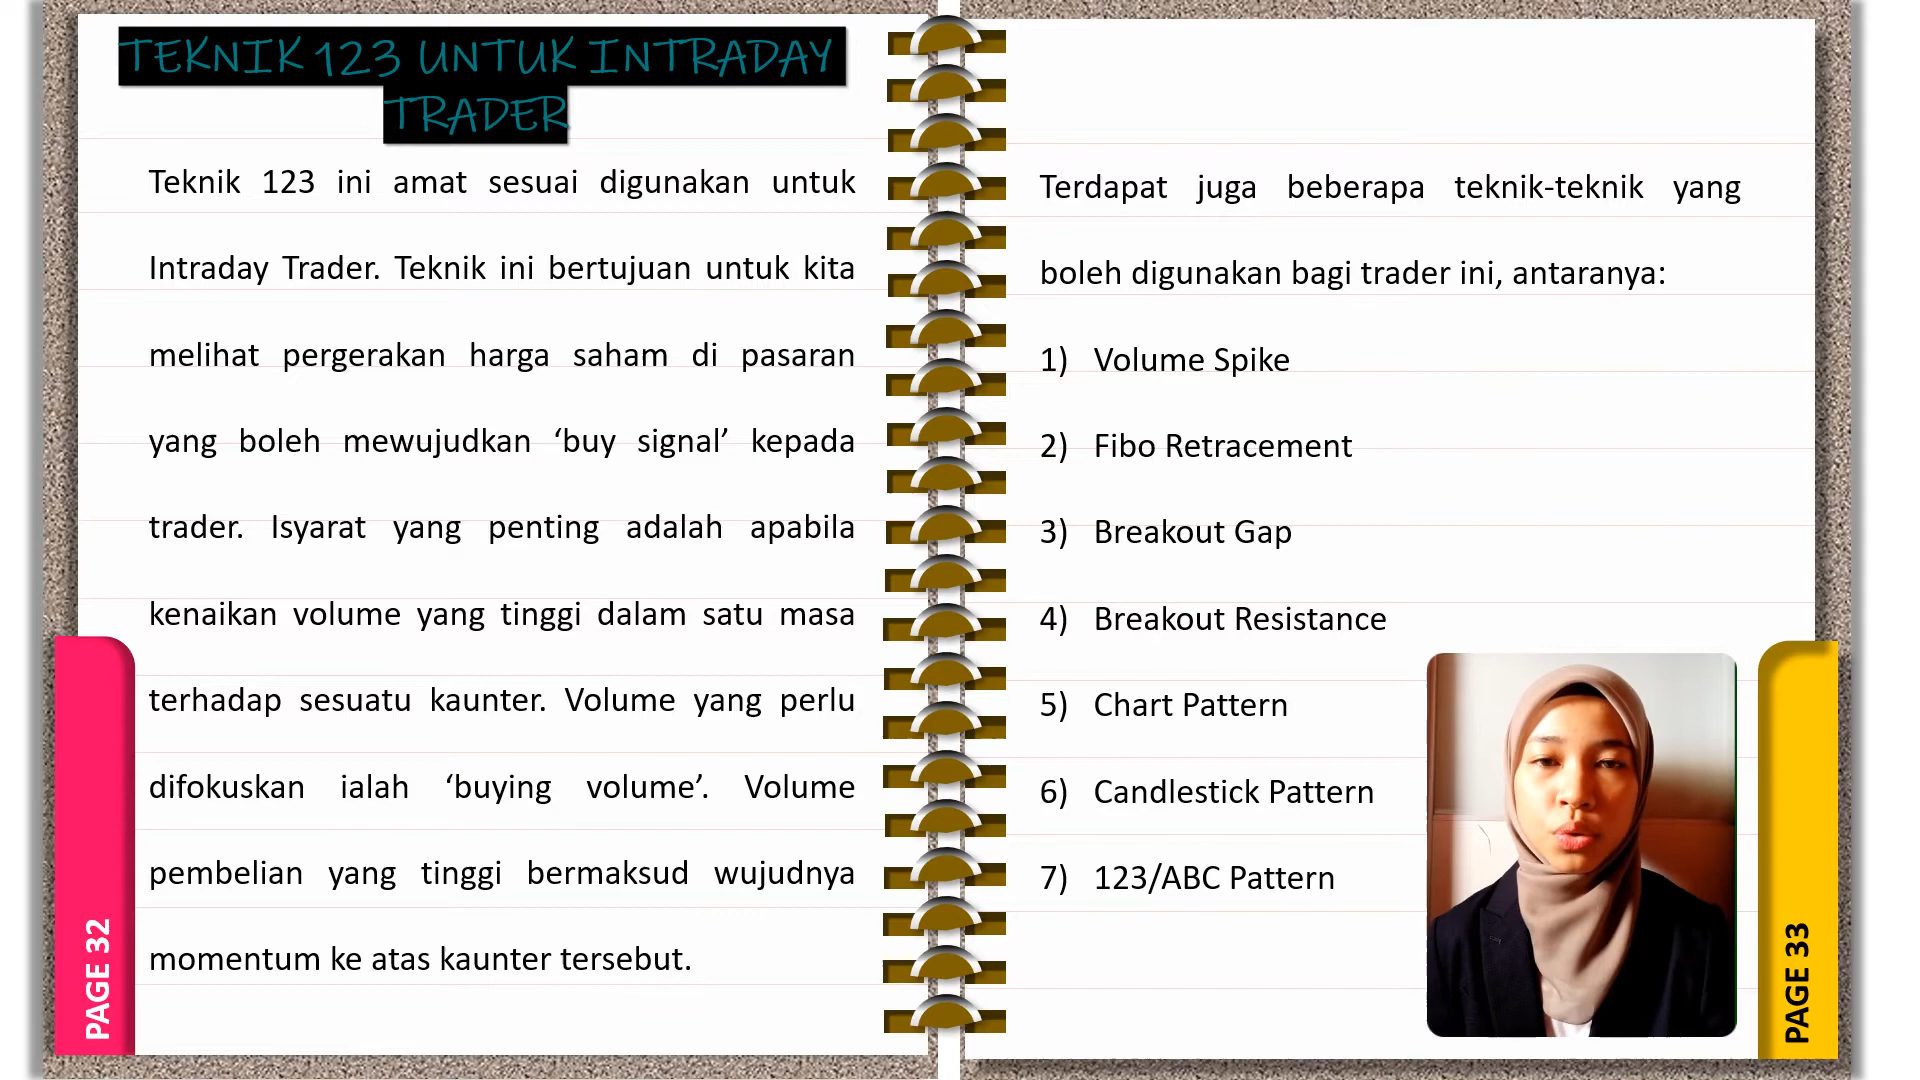 TEKNIK 123 UNTUK INTRADAY
TRADER
Teknik 123 ini amat sesuai digunakan untuk
Intraday Trader. Teknik ini bertujuan untuk kita
melihat pergerakan harga saham di pasaran
yang boleh mewujudkan ‘buy signal’ kepada
trader. Isyarat yang penting adalah apabila
kenaikan volume yang tinggi dalam satu masa
terhadap sesuatu kaunter. Volume yang perlu
difokuskan ialah ‘buying volume’. Volume
pembelian yang tinggi bermaksud wujudnya
momentum ke atas kaunter tersebut.
PAGE 32
Terdapat juga beberapa teknik-teknik yang
boleh digunakan bagi trader ini, antaranya:
1) Volume Spike
2) Fibo Retracement
3) Breakout Gap
4) Breakout Resistance
5) Chart Pattern
6) Candlestick Pattern
7) 123/ABC Pattern
PAGE 33